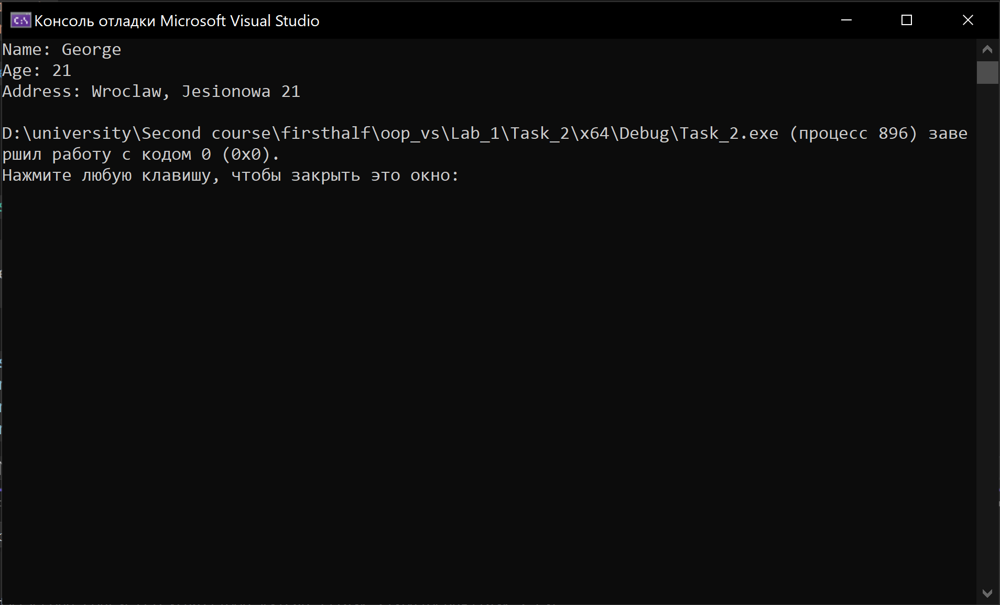 Консоль отладки Microsoft Visual Studio
Name: George
Age: 21
Address: Wroclaw, Jesionowa 21
D:\university\Second course\firsthalf\oop_vs\Lab_1\Task_2\x64\Debug\Task_2.exe (процесс 896) заве
ршил работу с кодом 0 (0x0).
Нажмите любую клавишу, чтобы закрыть это окно: